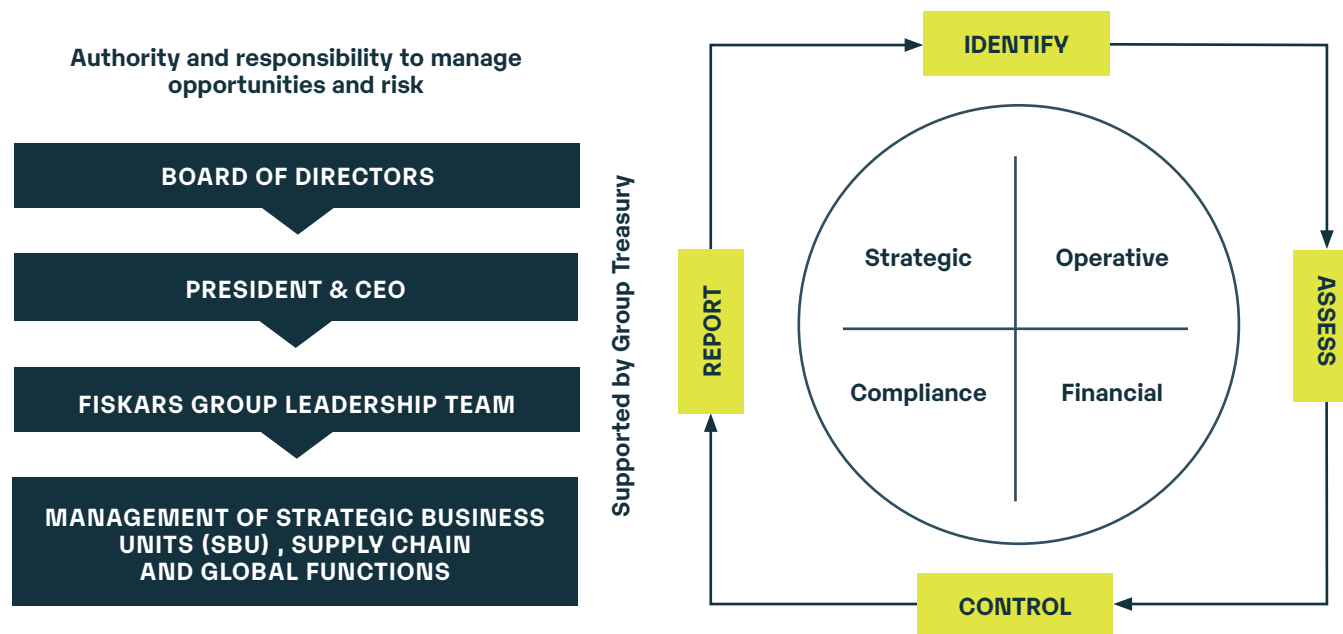 Authority and responsibility to manage
opportunities and risk
BOARD OF DIRECTORS
PRESIDENT & CEO
FISKARS GROUP LEADERSHIP TEAM
MANAGEMENT OF STRATEGIC BUSINESS
UNITS (SBU) , SUPPLY CHAIN
AND GLOBAL FUNCTIONS
Supported by Group Treasury
IDENTIFY
ASSESS
CONTROL
REPORT
Strategic
Operative
Compliance
Financial